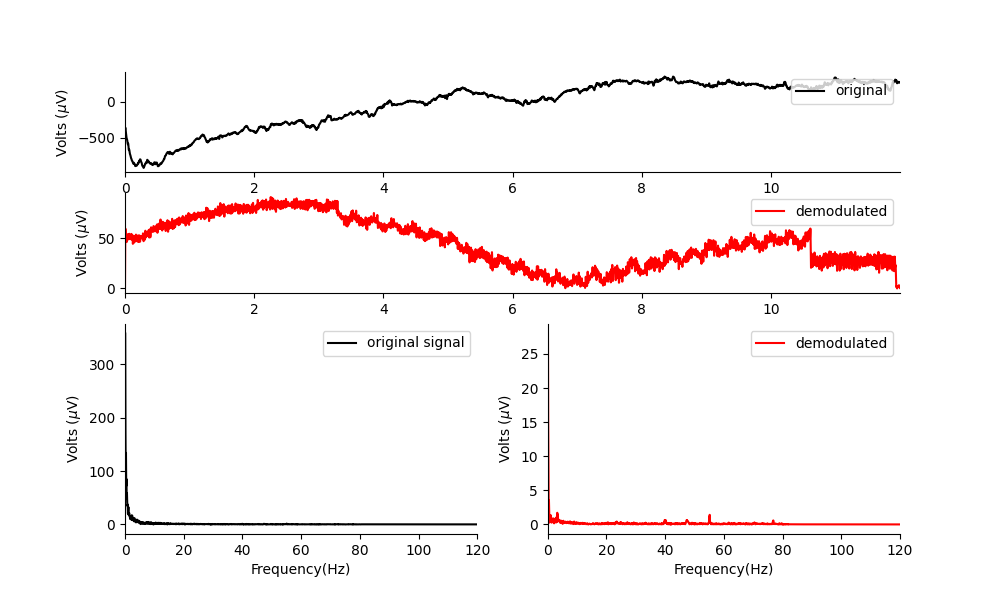 Volts (μV)
0
−500
original
0 2 4 6 8 10
Volts (μV)
50
0
demodulated
0 2 4 6 8 10
Volts (μV)
300
200
100
0
original signal
0 20 40 60 80 100 120
Frequency(Hz)
Volts (μV)
25
20
15
10
5
0
demodulated
0 20 40 60 80 100 120
Frequency(Hz)